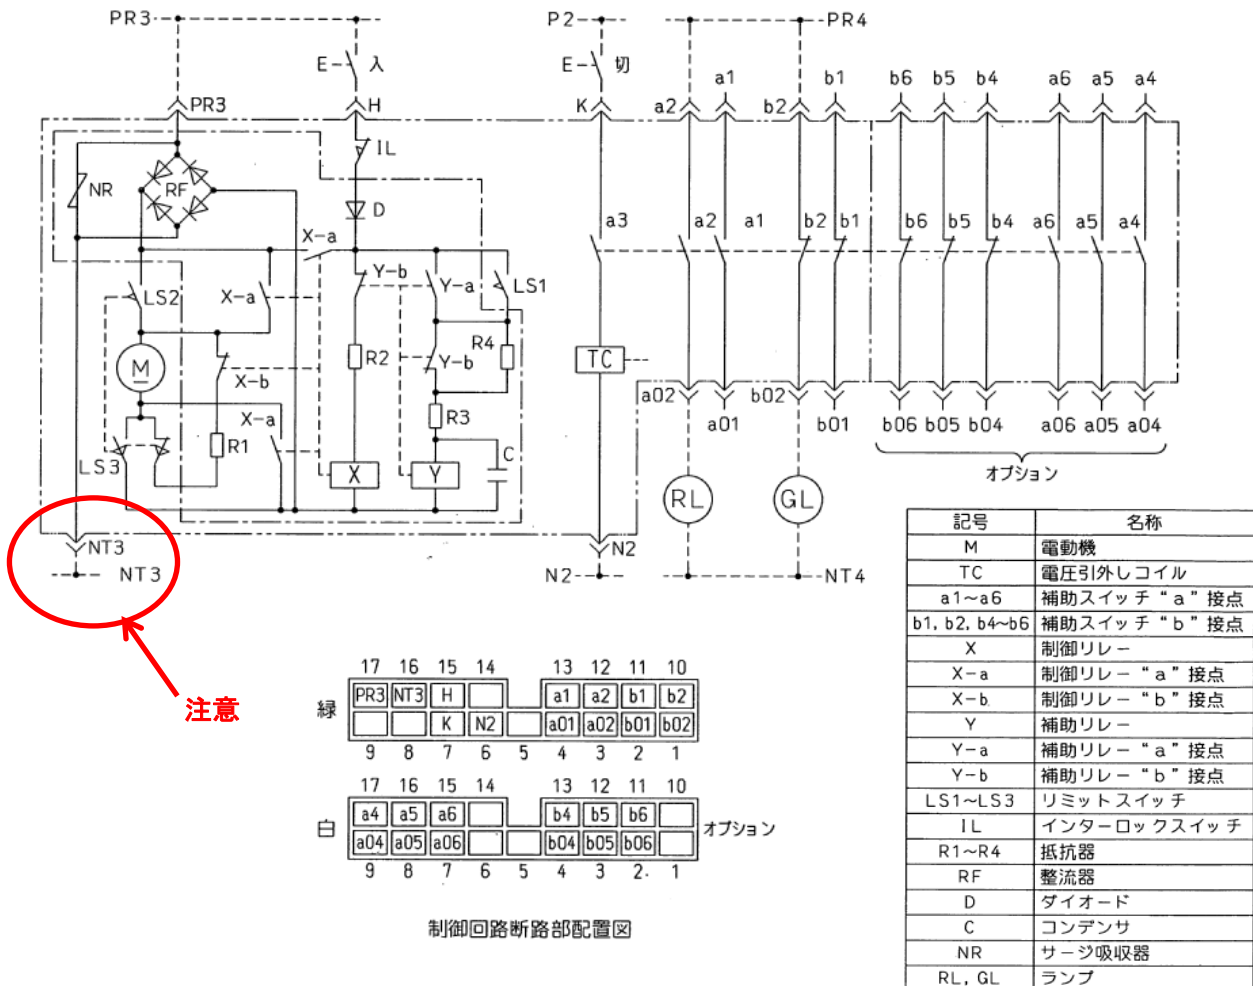 PR3
P2
PR4
E
入
E
切
a1
b1
b6
b5
b4
a6
a5
a4
PR3
H
K
a2
b2
IL
NR
RF
D
a3
a2
a1
b2
b1
b6
b5
b4
a6
a5
a4
X-a
Y-b
Y-a
LS1
LS2
X-a
R2
Y-b
R4
TC
M
X-b
a02
a01
b02
b01
b06
b05
b04
a06
a05
a04
X-a
R3
LS3
R1
X
Y
C
オプション
RL
GL
NT3
N2
NT3
N2
NT4
注意
17 16 15 14 13 12 11 10
緑
PR3 NT3 H a1 a2 b1 b2
K N2 a01 a02 b01 b02
9 8 7 6 5 4 3 2 1
17 16 15 14 13 12 11 10
白
a4 a5 a6 b4 b5 b6
オプション
a04 a05 a06 b04 b05 b06
9 8 7 6 5 4 3 2 1
制御回路断路部配置図
記号 名称
M 電動機
TC 電圧引外しコイル
a1~a6 補助スイッチ“a”接点
b1, b2, b4~b6 補助スイッチ“b”接点
X 制御リレー
X-a 制御リレー“a”接点
X-b 制御リレー“b”接点
Y 補助リレー
Y-a 補助リレー“a”接点
Y-b 補助リレー“b”接点
LS1~LS3 リミットスイッチ
IL インターロックスイッチ
R1~R4 抵抗器
RF 整流器
D ダイオード
C コンデンサ
NR サージ吸収器
RL, GL ランプ